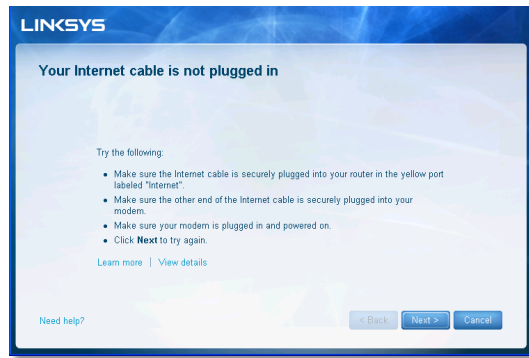 LINKSYS
Your Internet cable is not plugged in
Try the following:
• Make sure the Internet cable is securely plugged into your router in the yellow port
labeled "Internet".
• Make sure the other end of the Internet cable is securely plugged into your
modem.
• Make sure your modem is plugged in and powered on.
• Click Next to try again.
Learn more | View details
Need help? < Back Next > Cancel